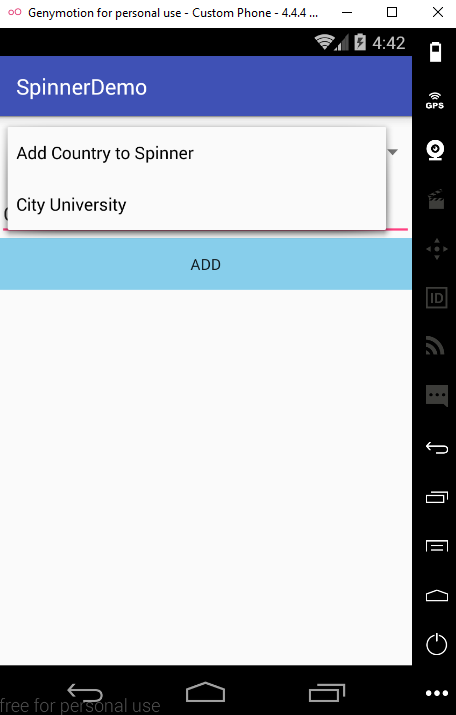 Genymotion for personal use - Custom Phone - 4.4.4 ...
4:42
SpinnerDemo
Add Country to Spinner
City University
ADD
GPS
ID
free for personal use